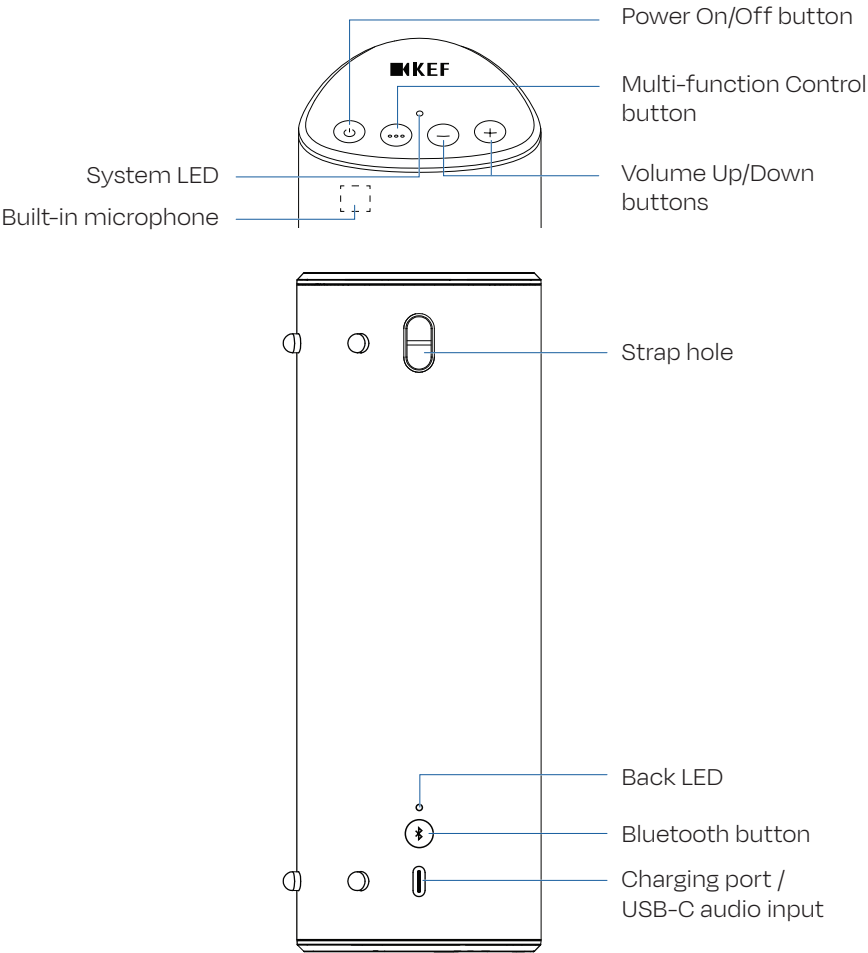 Power On/Off button
KEF
Multi-function Control
button
System LED
Volume Up/Down
buttons
Built-in microphone
Strap hole
Back LED
Bluetooth button
Charging port /
USB-C audio input